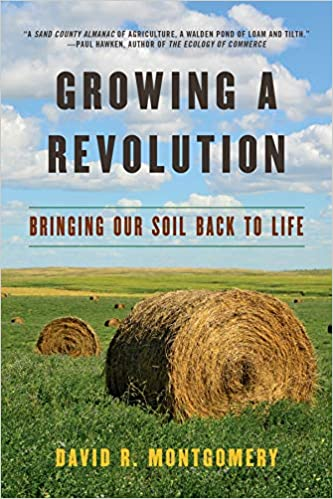 "A SAND COUNTY ALMANAC OF AGRICULTURE, A WALDEN POND OF LOAM AND TILTH."
—PAUL HAWKEN, AUTHOR OF THE ECOLOGY OF COMMERCE
GROWING A
REVOLUTION
BRINGING OUR SOIL BACK TO LIFE
DAVID R. MONTGOMERY